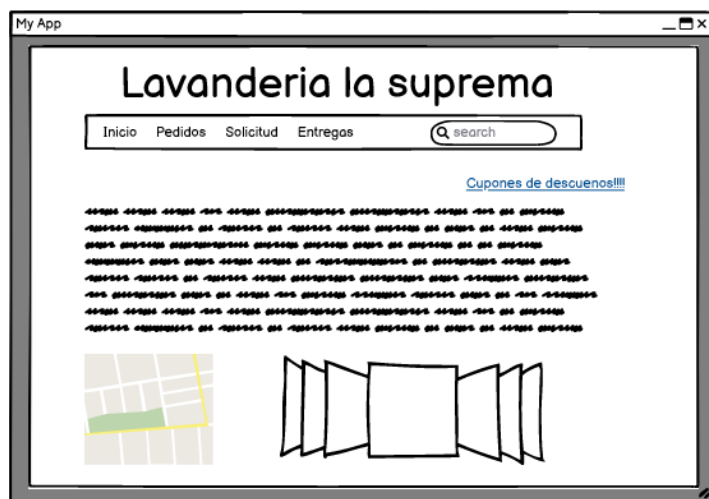 My App
Lavanderia la suprema
Inicio Pedidos Solicitud Entregas search
Cupones de descuenos!!!!